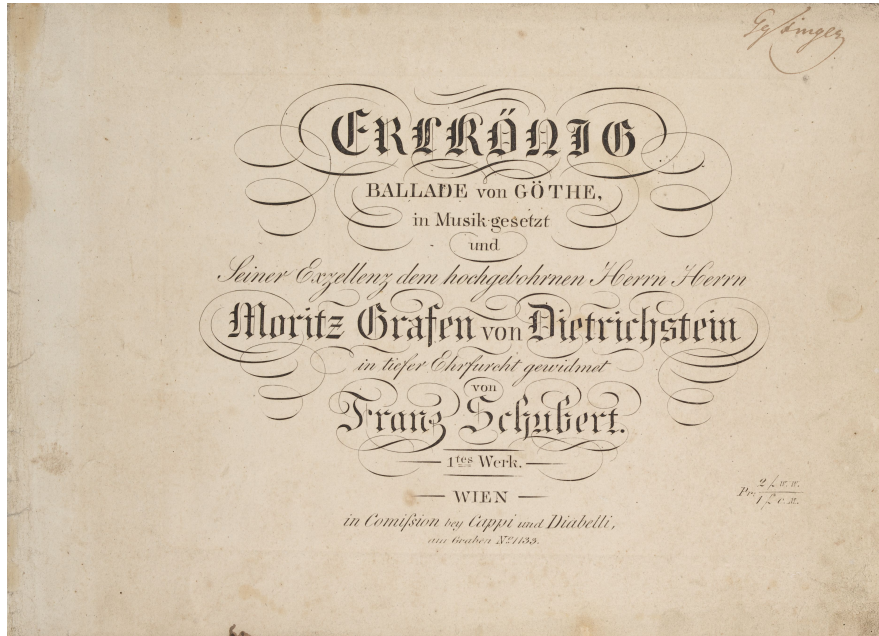 ERLKÖNIG
BALLADE von GÖTHE,
in Musik gesetzt
und
Seiner Exzellenz dem hochgebohrnen Herrn Herrn
Moritz Grafen von Dietrichstein
in tiefer Ehrfurcht gewidmet
von
Franz Schubert.
1tes Werk.
WIEN
in Comißion bey Cappi und Diabelli,
am Graben No. 1133.
Pr:
2 f. w. w.
1 f. c. m.